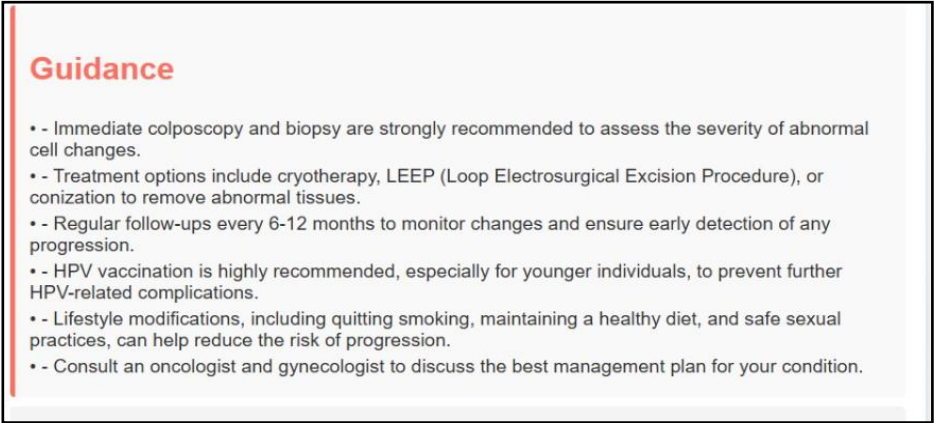 Guidance
• - Immediate colposcopy and biopsy are strongly recommended to assess the severity of abnormal
cell changes.
• - Treatment options include cryotherapy, LEEP (Loop Electrosurgical Excision Procedure), or
conization to remove abnormal tissues.
• - Regular follow-ups every 6-12 months to monitor changes and ensure early detection of any
progression.
• - HPV vaccination is highly recommended, especially for younger individuals, to prevent further
HPV-related complications.
• - Lifestyle modifications, including quitting smoking, maintaining a healthy diet, and safe sexual
practices, can help reduce the risk of progression.
• - Consult an oncologist and gynecologist to discuss the best management plan for your condition.